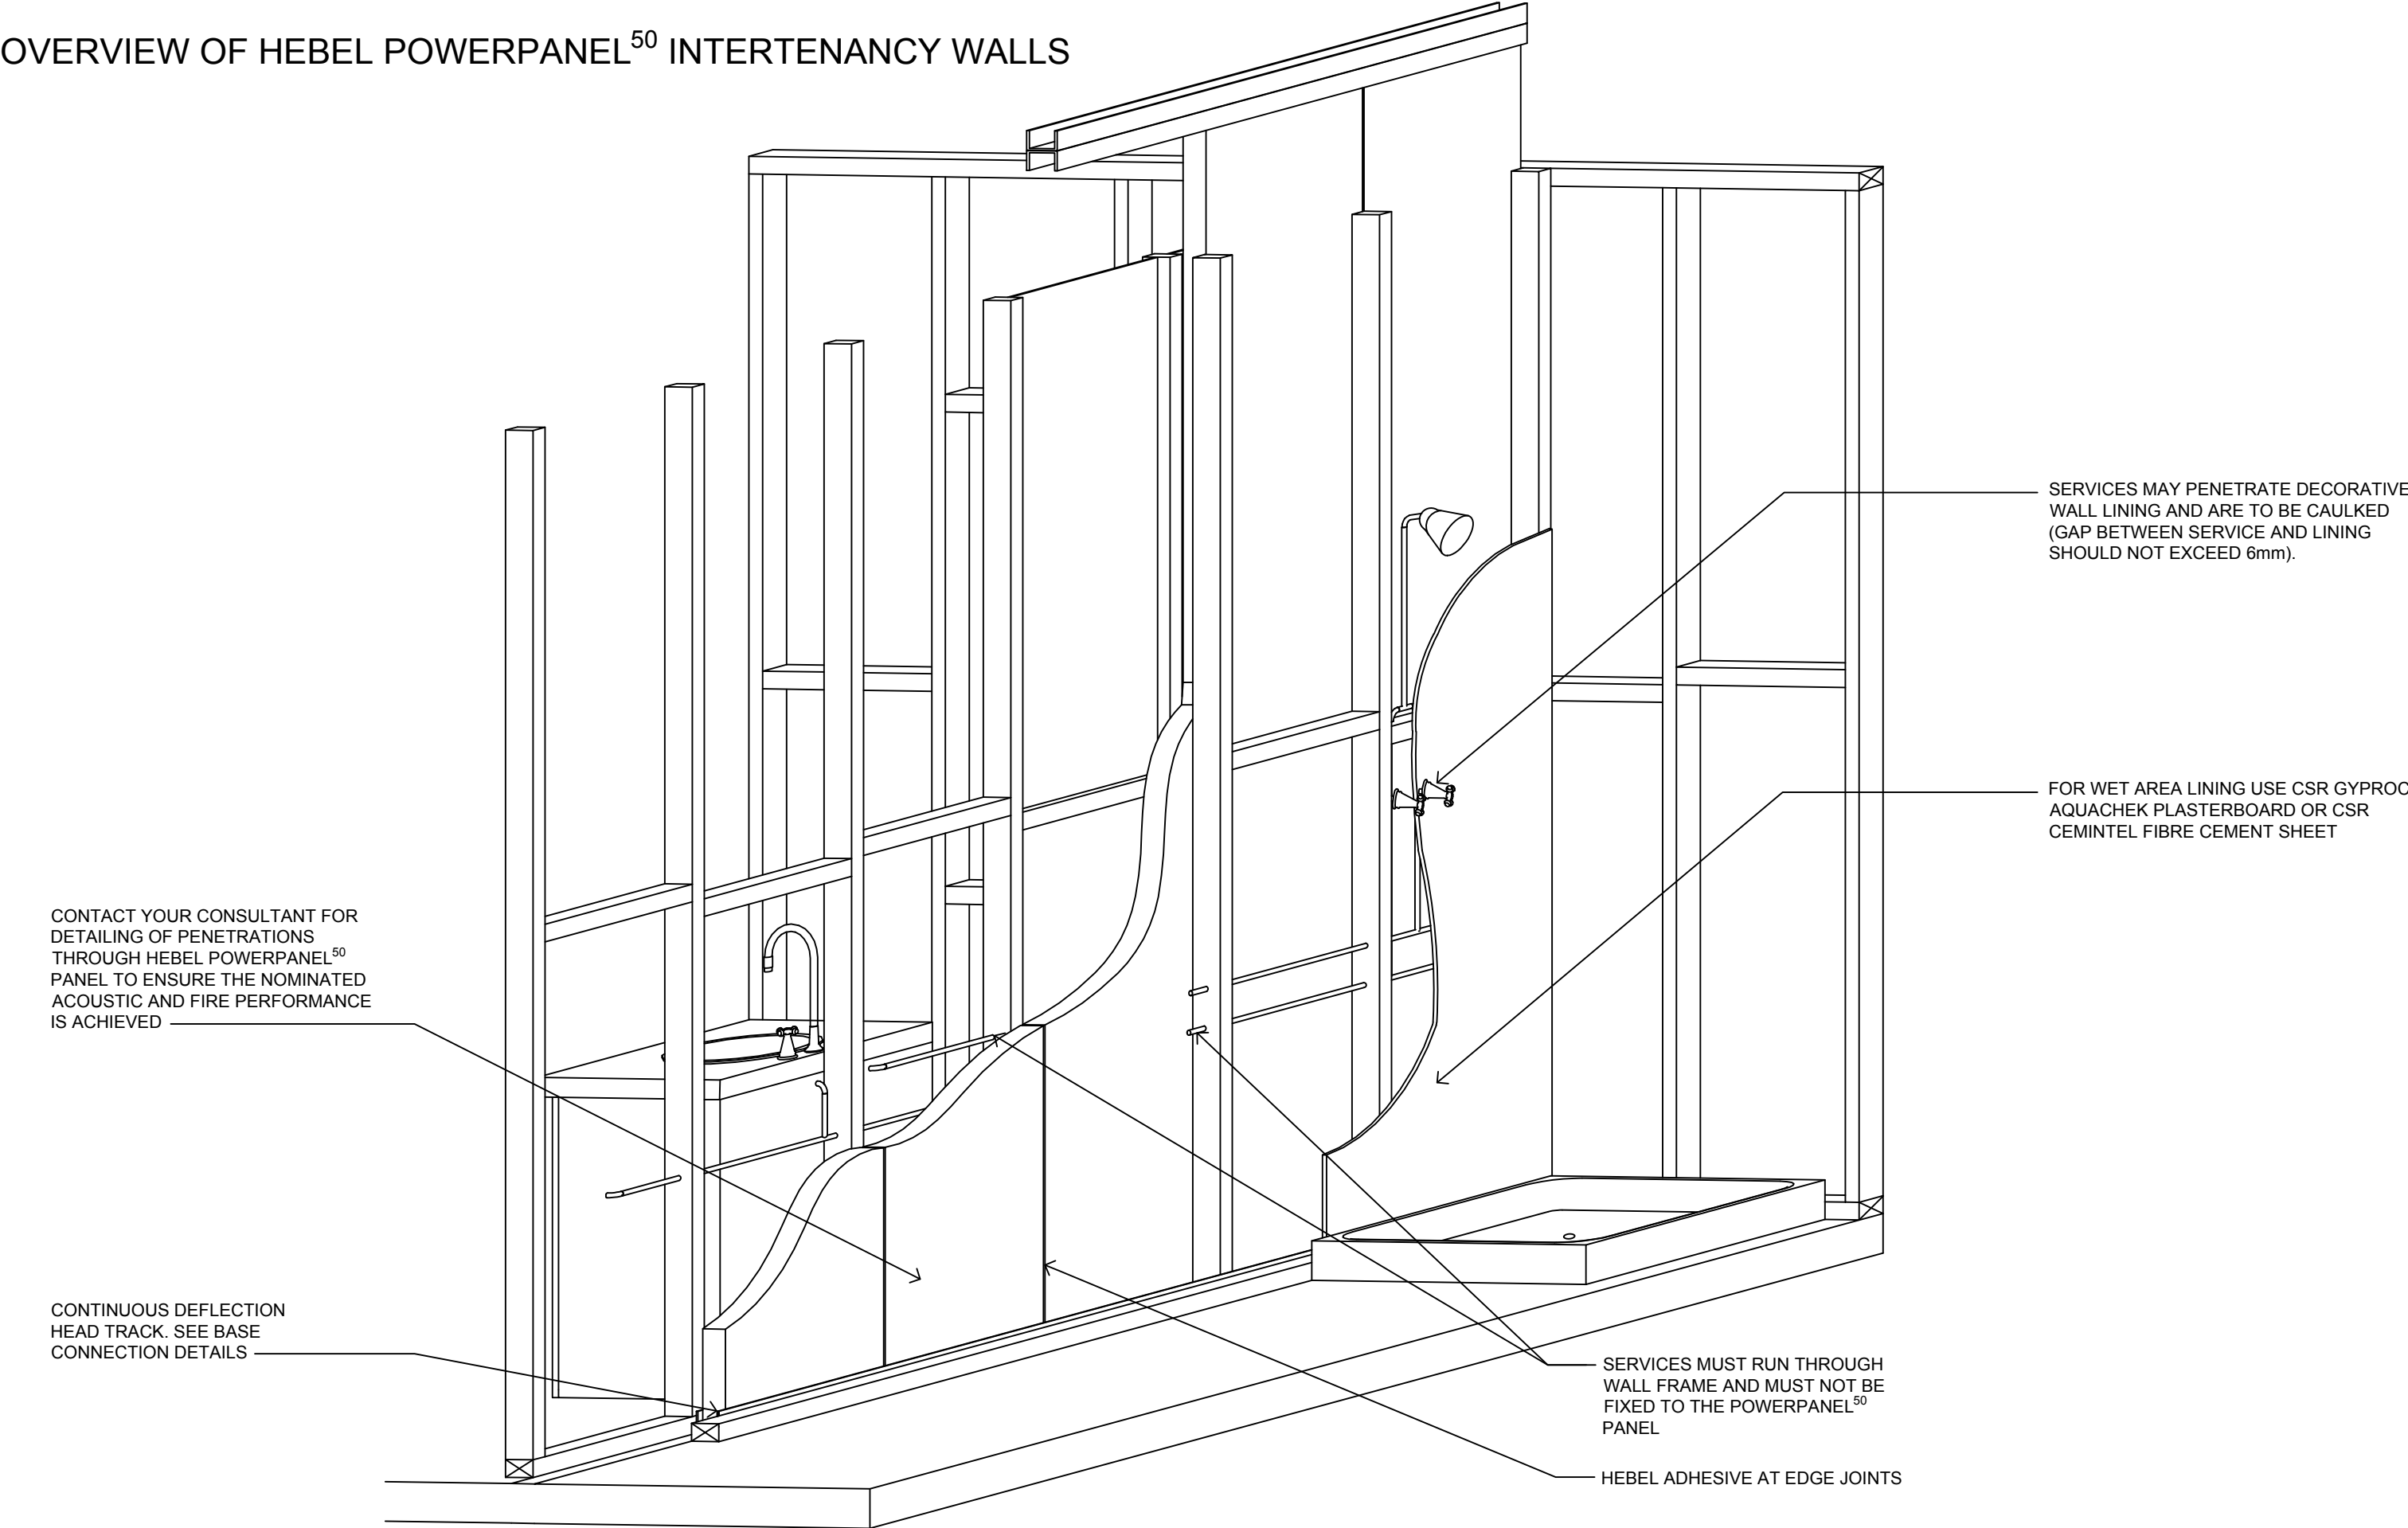 OVERVIEW OF HEBEL POWERPANEL⁵⁰ INTERTENANCY WALLS
SERVICES MAY PENETRATE DECORATIVE
WALL LINING AND ARE TO BE CAULKED
(GAP BETWEEN SERVICE AND LINING
SHOULD NOT EXCEED 6mm).
FOR WET AREA LINING USE CSR GYPROC
AQUACHEK PLASTERBOARD OR CSR
CEMINTEL FIBRE CEMENT SHEET
CONTACT YOUR CONSULTANT FOR
DETAILING OF PENETRATIONS
THROUGH HEBEL POWERPANEL⁵⁰
PANEL TO ENSURE THE NOMINATED
ACOUSTIC AND FIRE PERFORMANCE
IS ACHIEVED
CONTINUOUS DEFLECTION
HEAD TRACK. SEE BASE
CONNECTION DETAILS
SERVICES MUST RUN THROUGH
WALL FRAME AND MUST NOT BE
FIXED TO THE POWERPANEL⁵⁰
PANEL
HEBEL ADHESIVE AT EDGE JOINTS